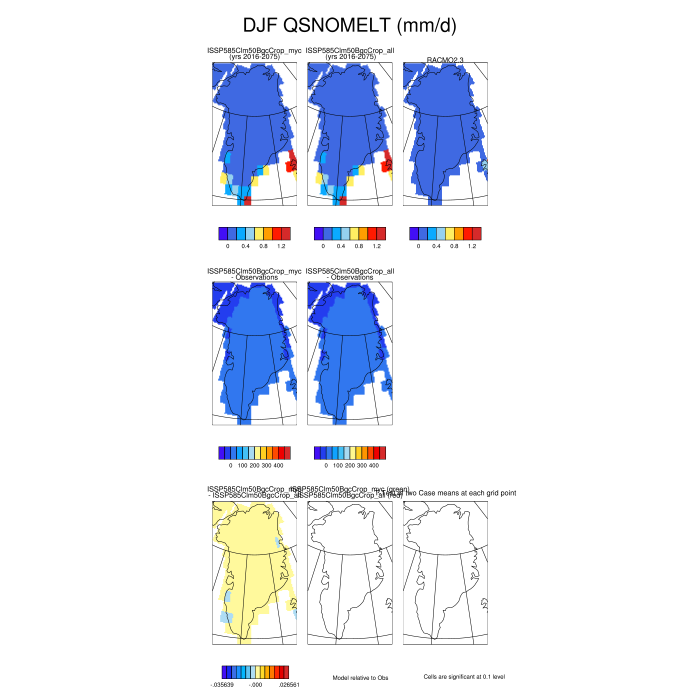 DJF QSNOMELT (mm/d)
ISSP585Clm50BgcCrop_myc
(yrs 2016-2075)
ISSP585Clm50BgcCrop_all
(yrs 2016-2075)
RACMO2.3
0 0.4 0.8 1.2
0 0.4 0.8 1.2
0 0.4 0.8 1.2
ISSP585Clm50BgcCrop_myc
- Observations
ISSP585Clm50BgcCrop_all
- Observations
0 100 200 300 400
0 100 200 300 400
ISSP585Clm50BgcCrop_myc
- ISSP585Clm50BgcCrop_all
ISSP585Clm50BgcCrop_myc (green)
ISSP585Clm50BgcCrop_all (red)
two Case means at each grid point
-.035639 -.000 .026561
Model relative to Obs
Cells are significant at 0.1 level